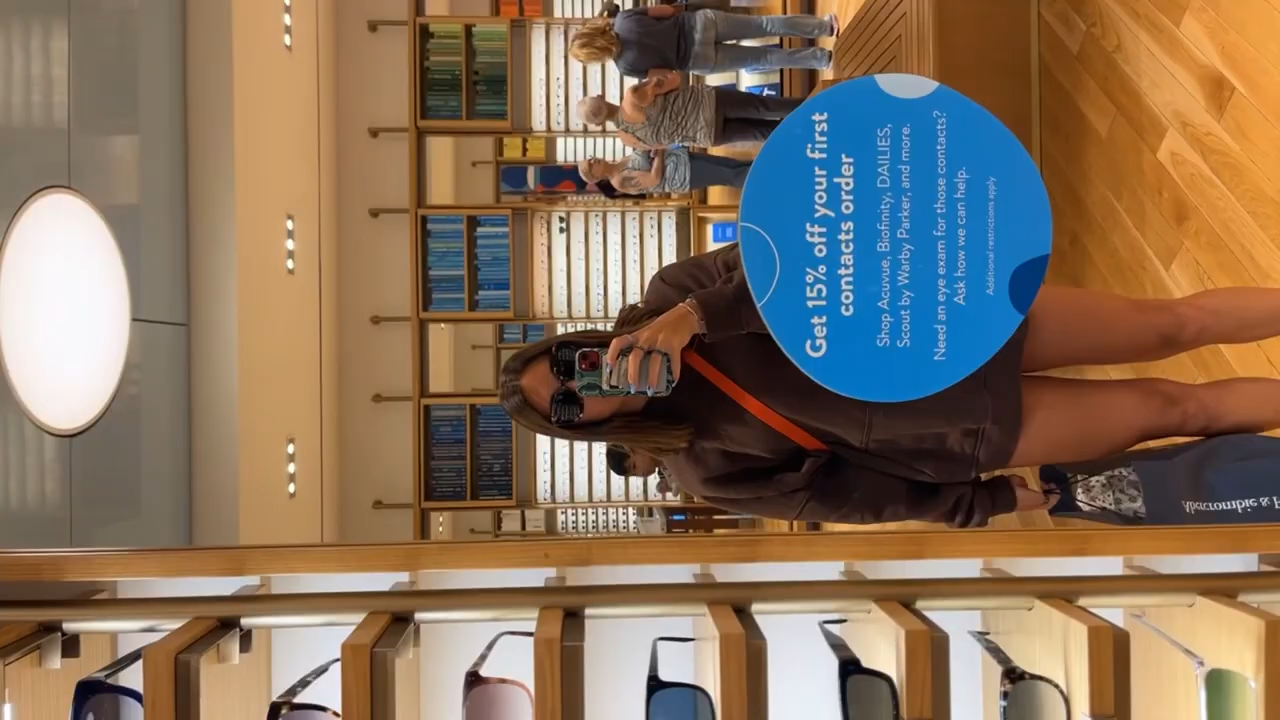 Get 15% off your first
contacts order
Shop Acuvue, Biofinity, DAILIES,
Scout by Warby Parker, and more.
Need an eye exam for those contacts?
Ask how we can help.
Additional restrictions apply
Abercrombie & F